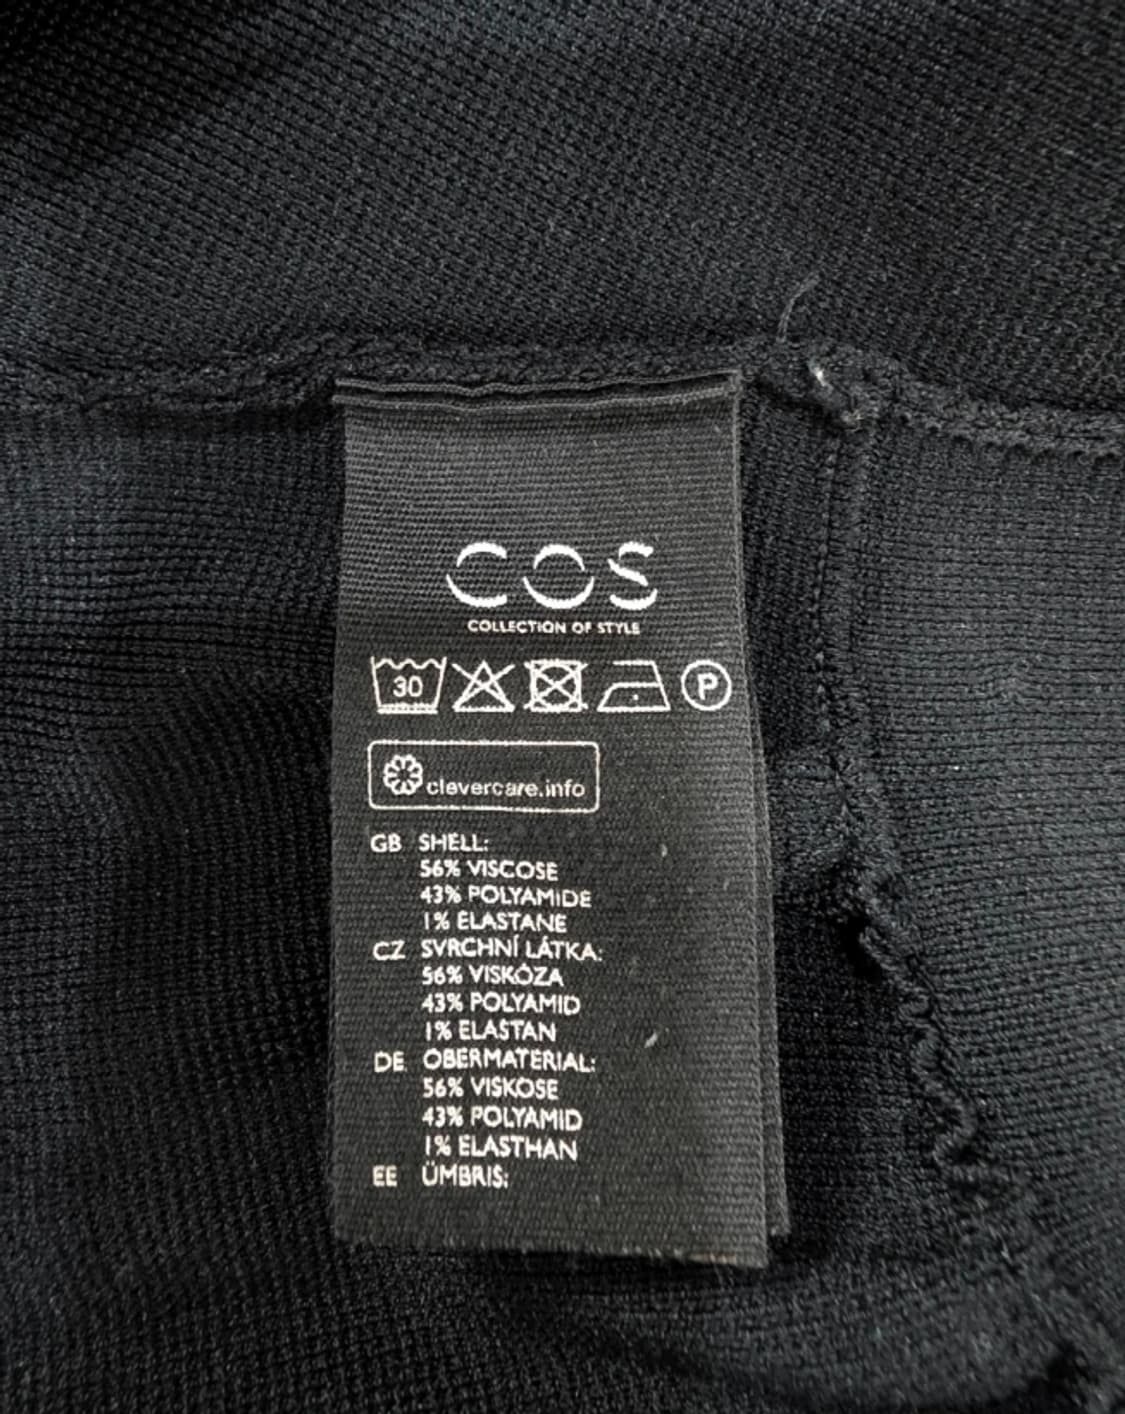 COS
COLLECTION OF STYLE
30 P
clevercare.info
GB SHELL:
56% VISCOSE
43% POLYAMIDE
1% ELASTANE
CZ SVRCHNÍ LÁTKA:
56% VISKÓZA
43% POLYAMID
1% ELASTAN
DE OBERMATERIAL:
56% VISKOSE
43% POLYAMID
1% ELASTHAN
EE ÜMBRIS: